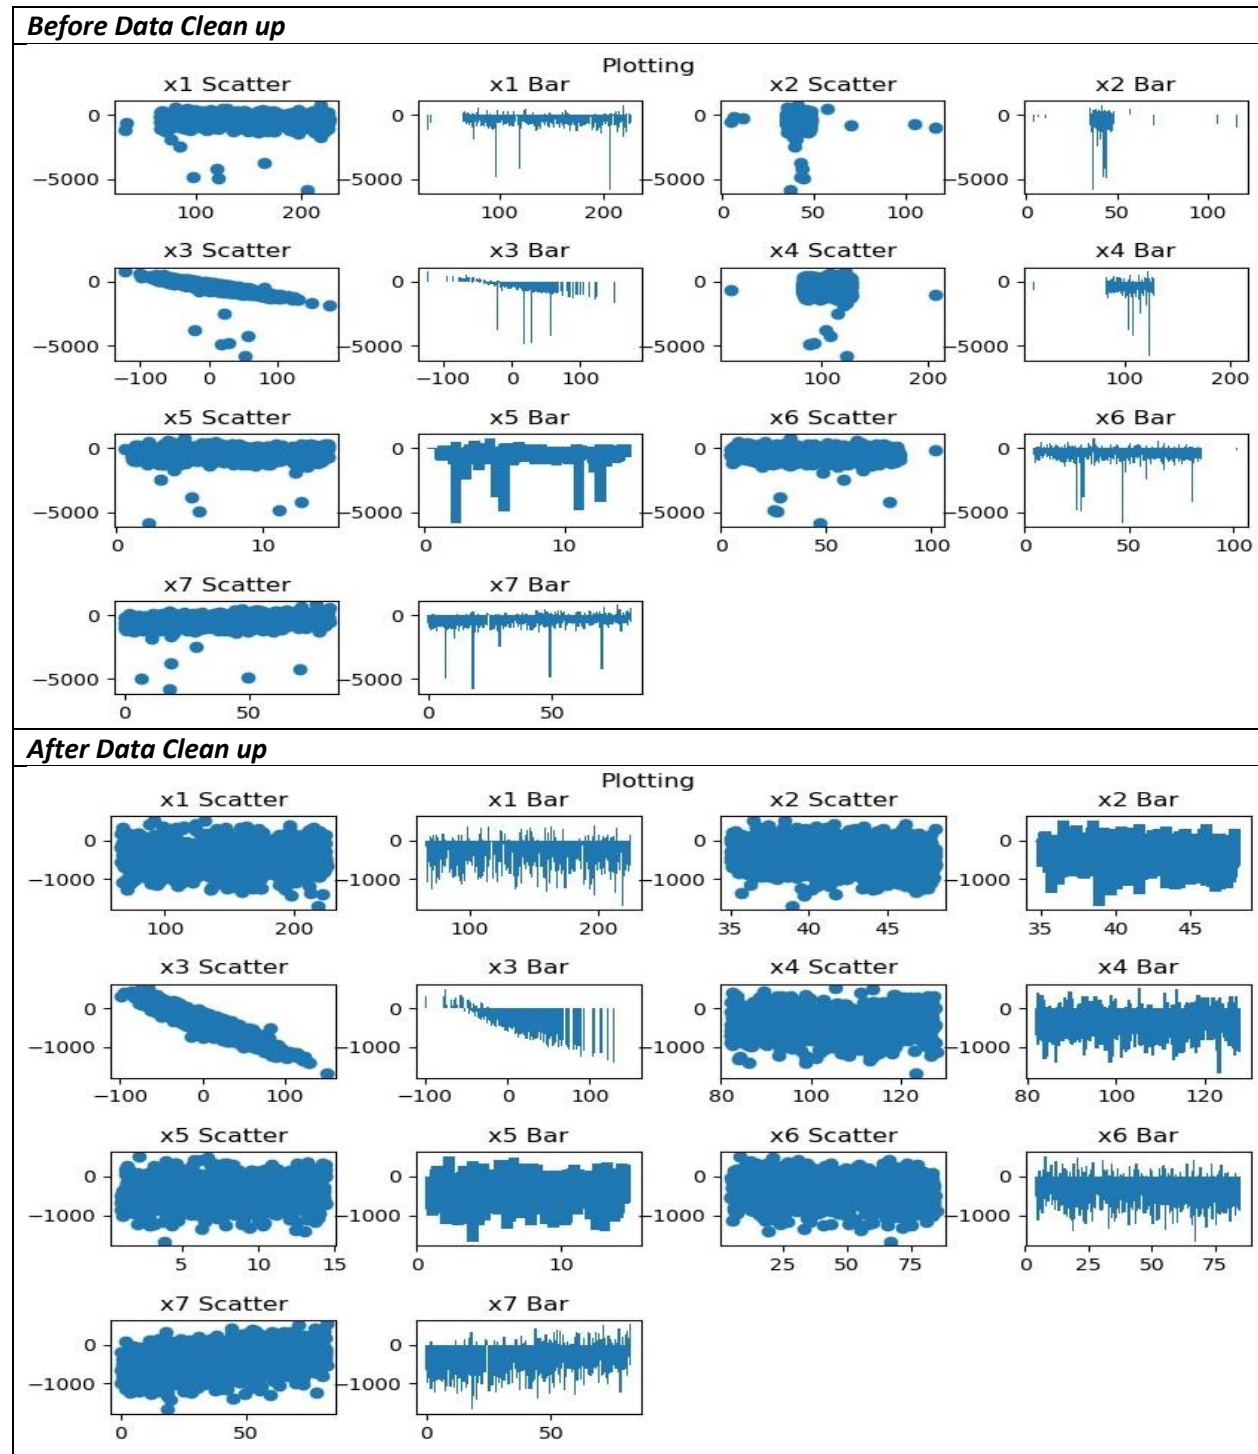 Before Data Clean up
Plotting
x1 Scatter x1 Bar x2 Scatter x2 Bar
0 0 0 0
−5000 −5000 −5000 −5000
100 200 100 200 0 50 100 0 50 100
x3 Scatter x3 Bar x4 Scatter x4 Bar
0 0 0 0
−5000 −5000 −5000 −5000
−100 0 100 −100 0 100 100 200 100 200
x5 Scatter x5 Bar x6 Scatter x6 Bar
0 0 0 0
−5000 −5000 −5000 −5000
0 10 0 10 0 50 100 0 50 100
x7 Scatter x7 Bar
0 0
−5000 −5000
0 50 0 50
After Data Clean up
Plotting
x1 Scatter x1 Bar x2 Scatter x2 Bar
0 0 0 0
−1000 −1000 −1000 −1000
100 200 100 200 35 40 45 35 40 45
x3 Scatter x3 Bar x4 Scatter x4 Bar
0 0 0 0
−1000 −1000 −1000 −1000
−100 0 100 −100 0 100 80 100 120 80 100 120
x5 Scatter x5 Bar x6 Scatter x6 Bar
0 0 0 0
−1000 −1000 −1000 −1000
5 10 15 0 10 25 50 75 0 25 50 75
x7 Scatter x7 Bar
0 0
−1000 −1000
0 50 0 50